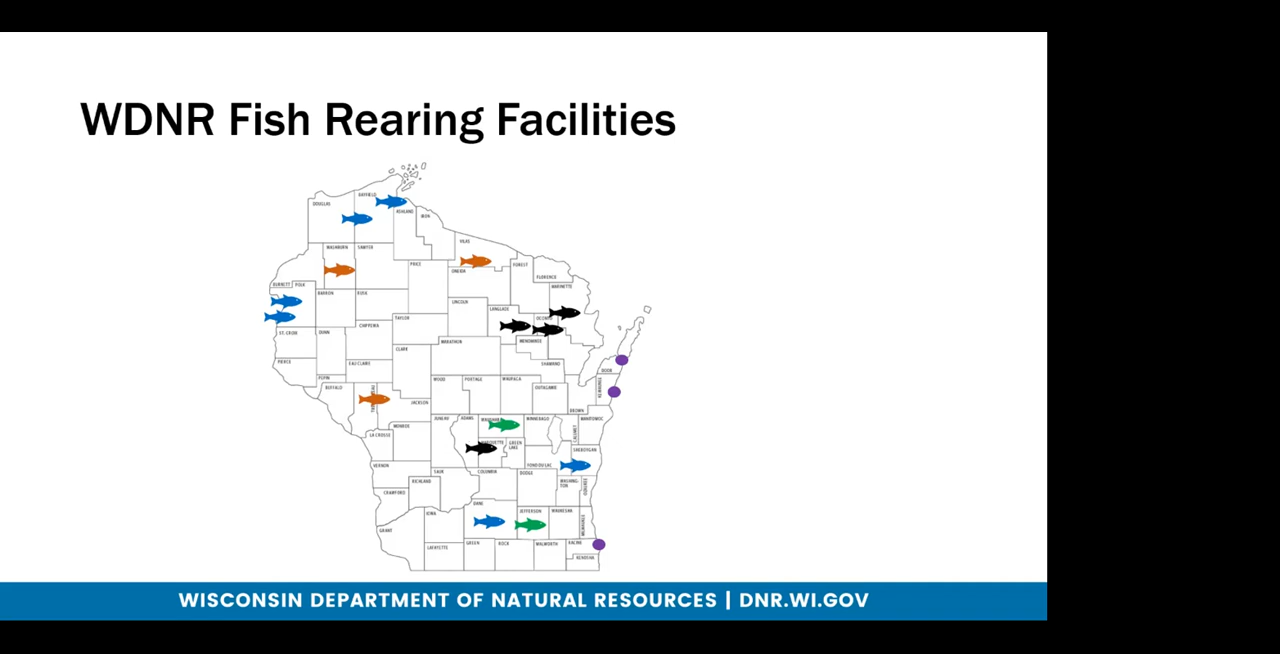 WDNR Fish Rearing Facilities
BAYFIELD
DOUGLAS
ASHLAND
IRON
VILAS
WASHBURN
SAWYER
PRICE
FOREST
ONEIDA
FLORENCE
BURNETT
POLK
MARINETTE
BARRON
RUSK
LINCOLN
LANGLADE
TAYLOR
CHIPPEWA
ST. CROIX
DUNN
MENOMINEE
MARATHON
CLARK
PIERCE
EAU CLAIRE
SHAWANO
DOOR
PEPIN
WOOD
PORTAGE
WAUPACA
BUFFALO
OUTAGAMIE
KEWAUNEE
JACKSON
BROWN
JUNEAU
ADAMS
WINNEBAGO
MANITOWOC
MONROE
CALUMET
LA CROSSE
MARQUETTE
GREEN
LAKE
SHEBOYGAN
VERNON
FOND DU LAC
SAUK
COLUMBIA
DODGE
RICHLAND
WASHING-
TON
OZAUKEE
CRAWFORD
DANE
IOWA
JEFFERSON
WAUKESHA
MILWAUKEE
GRANT
LAFAYETTE
GREEN
ROCK
WALWORTH
RACINE
KENOSHA
WISCONSIN DEPARTMENT OF NATURAL RESOURCES | DNR.WI.GOV